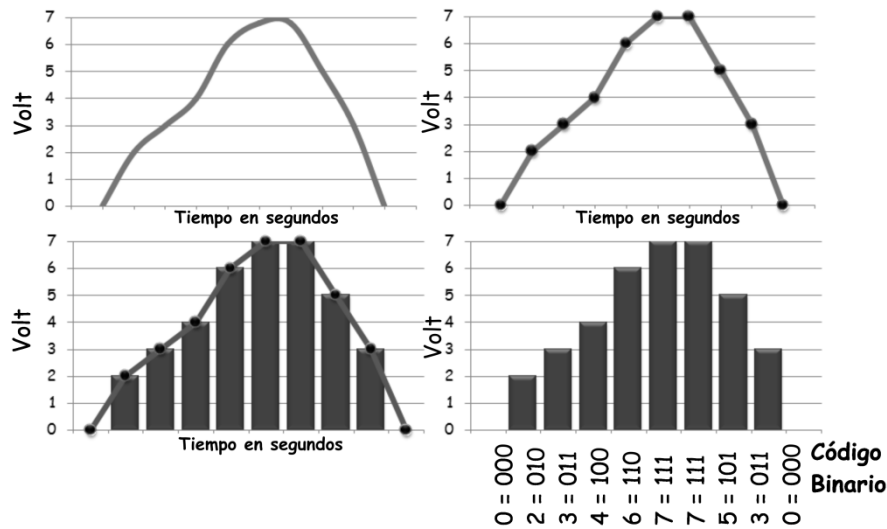 7
6
5
4
3
2
1
0
Volt
Tiempo en segundos
7
6
5
4
3
2
1
0
Volt
Tiempo en segundos
7
6
5
4
3
2
1
0
Volt
Tiempo en segundos
7
6
5
4
3
2
1
0
Volt
0 = 000
2 = 010
3 = 011
4 = 100
6 = 110
7 = 111
7 = 111
5 = 101
3 = 011
0 = 000
Código
Binario